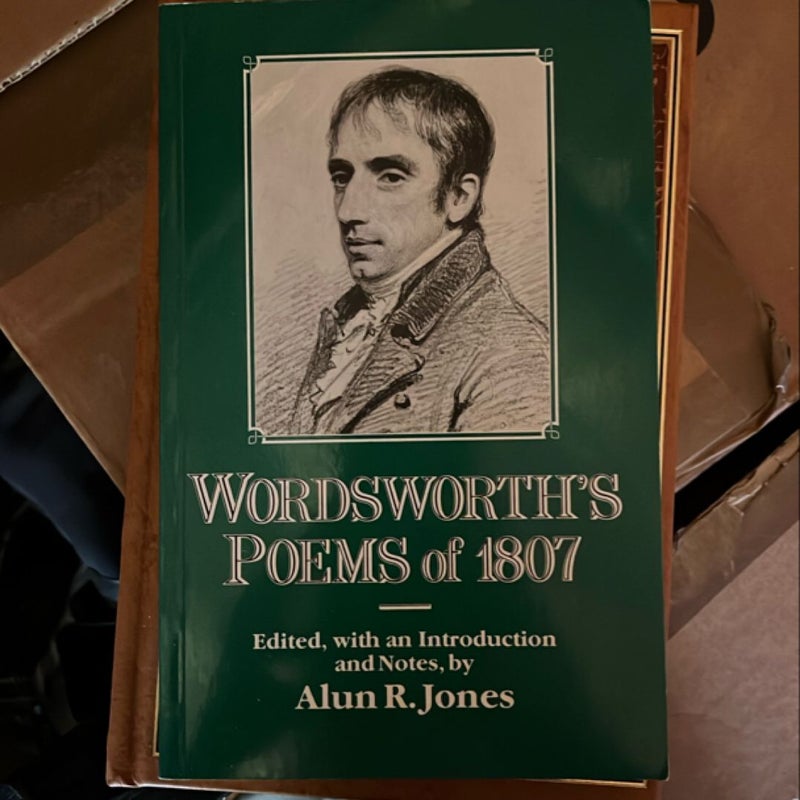 WORDSWORTH'S
POEMS of 1807
Edited, with an Introduction
and Notes, by
Alun R. Jones